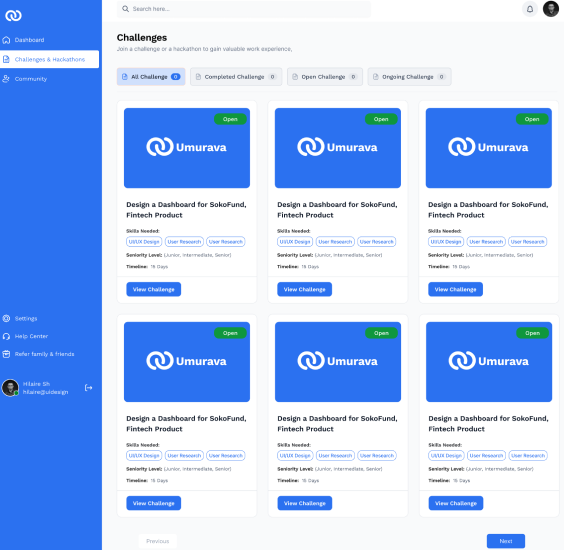 Search here...
Dashboard
Challenges & Hackathons
Community
Settings
Help Center
Refer family & friends
Hilaire Sh
hilaire@uidesign
Challenges
Join a challenge or a hackathon to gain valuable work experience.
All Challenge 0
Completed Challenge 0
Open Challenge 0
Ongoing Challenge 0
Open
Umurava
Design a Dashboard for SokoFund,
Fintech Product
Skills Needed:
UI/UX Design User Research User Research
Seniority Level: (Junior, Intermediate, Senior)
Timeline: 15 Days
View Challenge
Open
Umurava
Design a Dashboard for SokoFund,
Fintech Product
Skills Needed:
UI/UX Design User Research User Research
Seniority Level: (Junior, Intermediate, Senior)
Timeline: 15 Days
View Challenge
Open
Umurava
Design a Dashboard for SokoFund,
Fintech Product
Skills Needed:
UI/UX Design User Research User Research
Seniority Level: (Junior, Intermediate, Senior)
Timeline: 15 Days
View Challenge
Open
Umurava
Design a Dashboard for SokoFund,
Fintech Product
Skills Needed:
UI/UX Design User Research User Research
Seniority Level: (Junior, Intermediate, Senior)
Timeline: 15 Days
View Challenge
Open
Umurava
Design a Dashboard for SokoFund,
Fintech Product
Skills Needed:
UI/UX Design User Research User Research
Seniority Level: (Junior, Intermediate, Senior)
Timeline: 15 Days
View Challenge
Open
Umurava
Design a Dashboard for SokoFund,
Fintech Product
Skills Needed:
UI/UX Design User Research User Research
Seniority Level: (Junior, Intermediate, Senior)
Timeline: 15 Days
View Challenge
Previous
Next